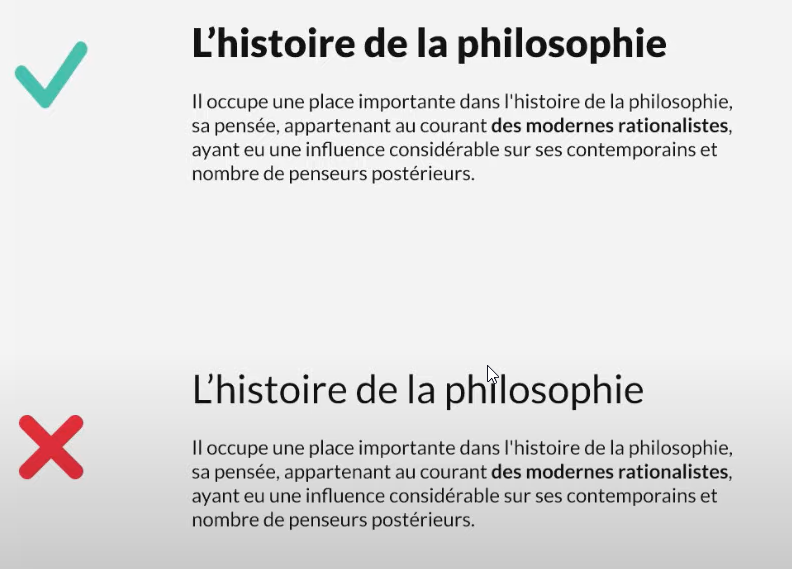 L’histoire de la philosophie
Il occupe une place importante dans l'histoire de la philosophie,
sa pensée, appartenant au courant des modernes rationalistes,
ayant eu une influence considérable sur ses contemporains et
nombre de penseurs postérieurs.
L’histoire de la philosophie
Il occupe une place importante dans l'histoire de la philosophie,
sa pensée, appartenant au courant des modernes rationalistes,
ayant eu une influence considérable sur ses contemporains et
nombre de penseurs postérieurs.